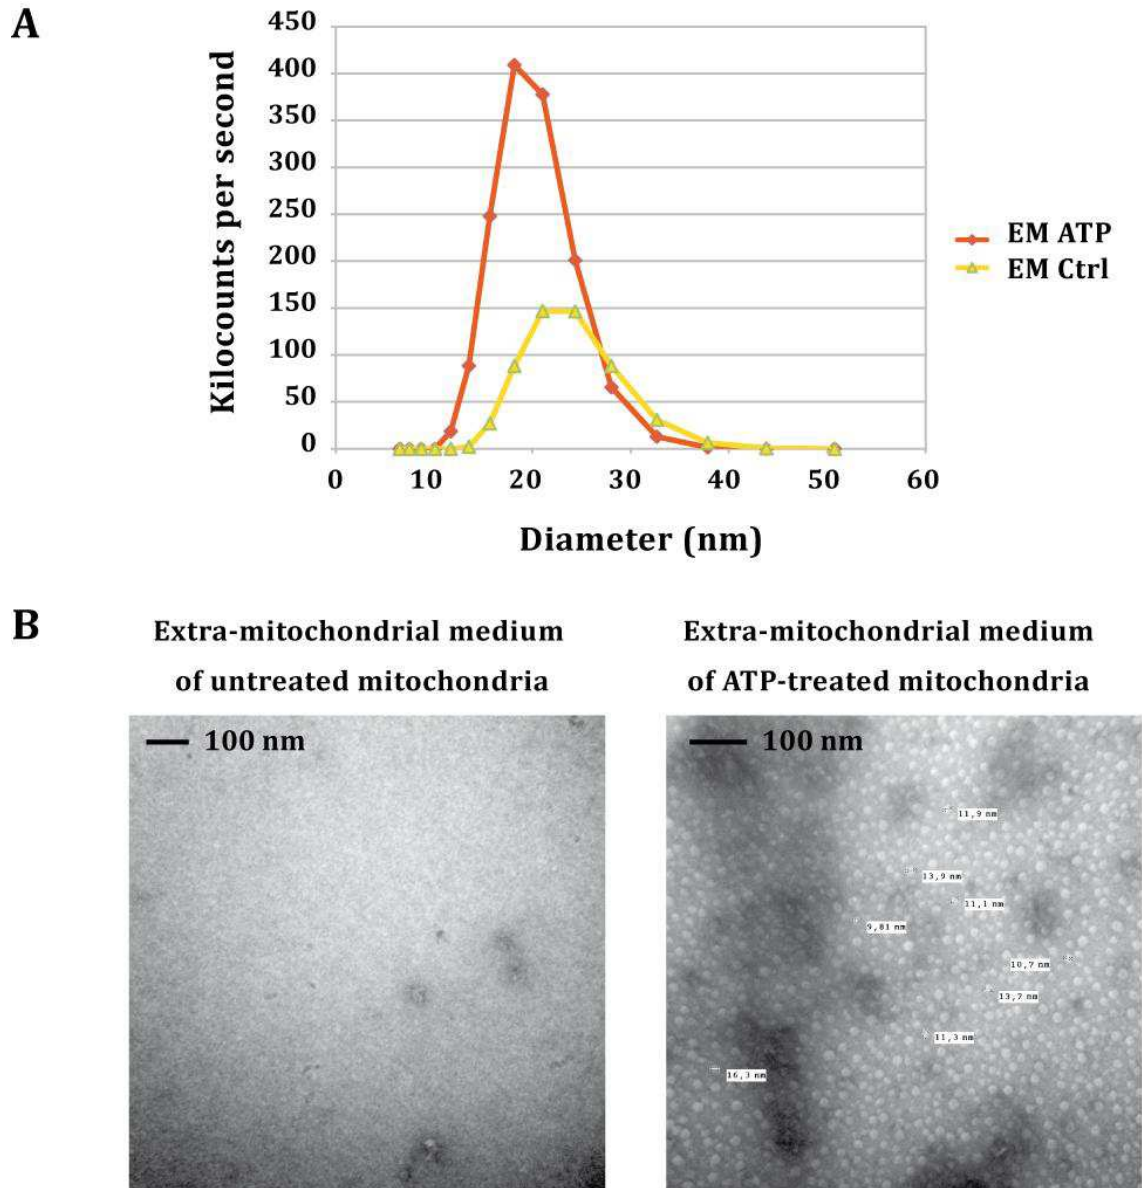 A
450
400
350
300
250
200
150
100
50
0
Kilocounts per second
0 10 20 30 40 50 60
Diameter (nm)
EM ATP
EM Ctrl
B
Extra-mitochondrial medium
of untreated mitochondria
Extra-mitochondrial medium
of ATP-treated mitochondria
100 nm
100 nm
11,9 nm
13,9 nm
11,1 nm
9,81 nm
10,7 nm
13,7 nm
11,3 nm
16,3 nm